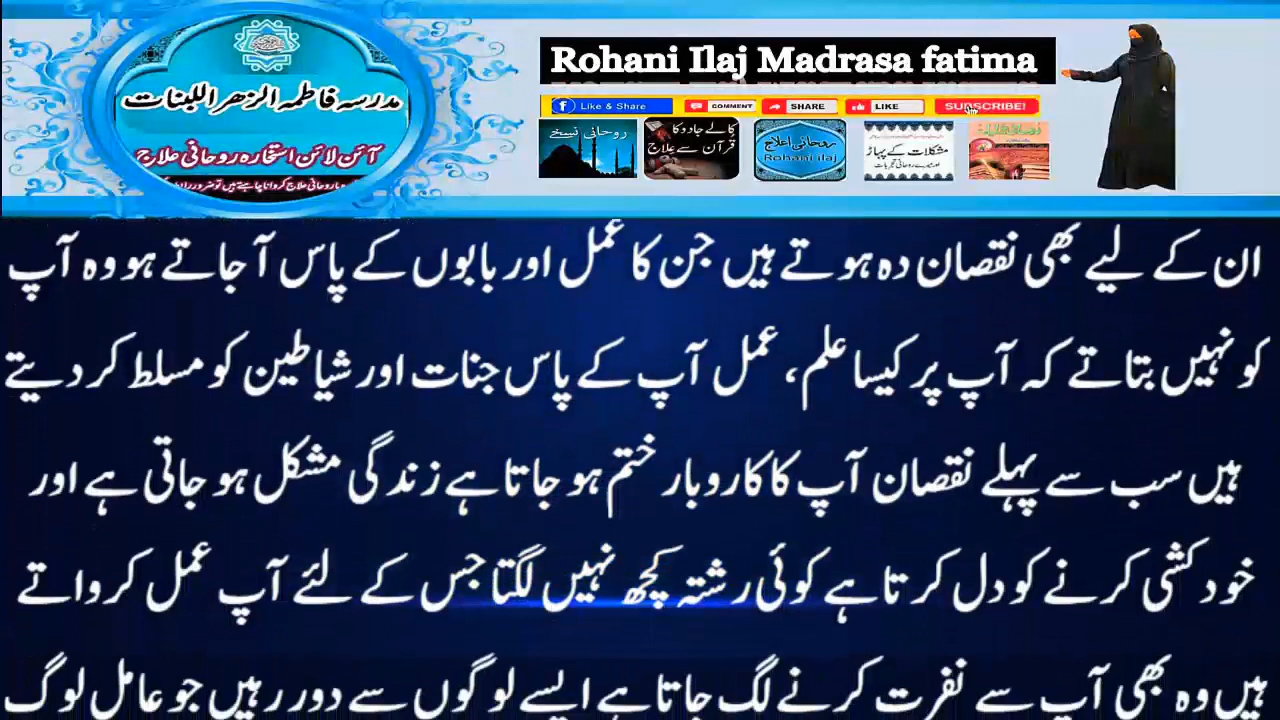 مدرسہ فاطمہ الزھرا للبنات
آئن لائن استخارہ روحانی علاج
Rohani Ilaj Madrasa fatima
Like & Share
COMMENT
SHARE
LIKE
SUBSCRIBE!
روحانی نسخ
کالے جادو کا
قرآن سے علاج
روحانی علاج
Rohani ilaj
مشکلات کے پہاڑ
ان کے لیے بھی نقصان دہ ہوتے ہیں جن کا عمل اور بابوں کے پاس آ جاتے ہو وہ آپ
کو نہیں بتاتے کہ آپ پر کیسا علم، عمل آپ کے پاس جنات اور شیاطین کو مسلط کر دیتے
ہیں سب سے پہلے نقصان آپ کا کاروبار ختم ہو جاتا ہے زندگی مشکل ہو جاتی ہے اور
خودکشی کرنے کو دل کرتا ہے کوئی رشتہ کچھ نہیں لگتا جس کے لئے آپ عمل کرواتے
ہیں وہ بھی آپ سے نفرت کرنے لگ جاتا ہے ایسے لوگوں سے دور رہیں جو عامل لوگ